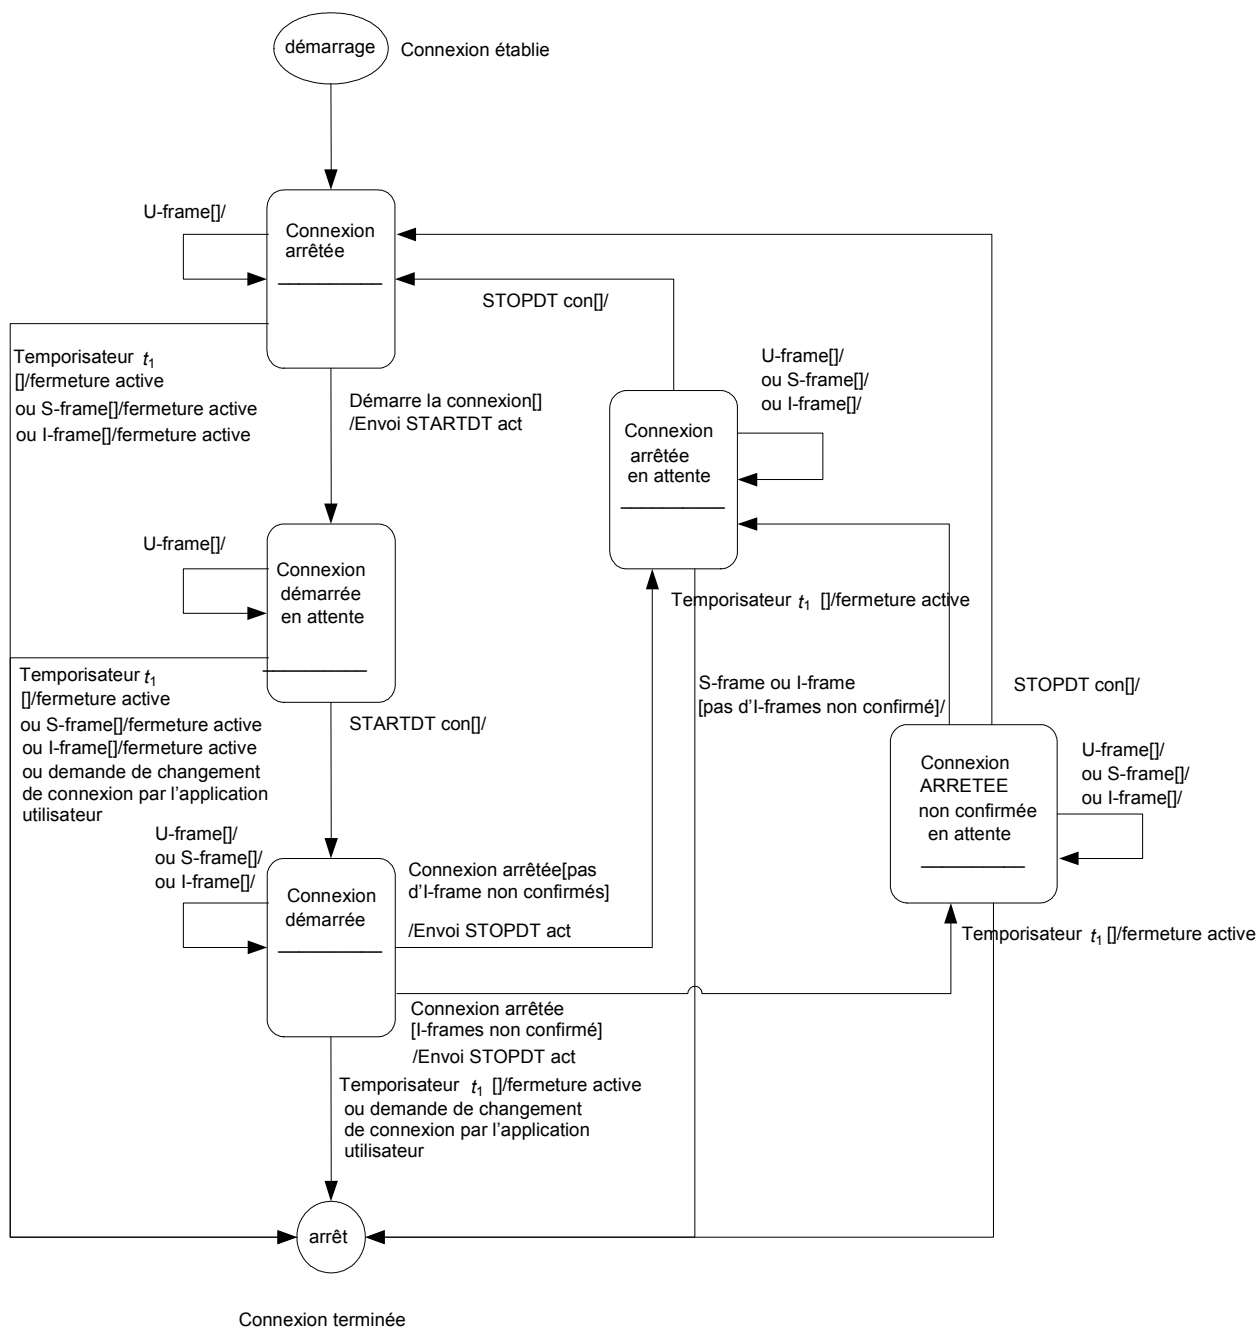 démarrage
Connexion établie
U-frame[]/
Connexion
arrêtée
STOPDT con[]/
Temporisateur t1
[]/fermeture active
ou S-frame[]/fermeture active
ou I-frame[]/fermeture active
Démarre la connexion[]
/Envoi STARTDT act
U-frame[]/
ou S-frame[]/
ou I-frame[]/
Connexion
arrêtée
en attente
U-frame[]/
Connexion
démarrée
en attente
Temporisateur t1 []/fermeture active
Temporisateur t1
[]/fermeture active
ou S-frame[]/fermeture active
ou I-frame[]/fermeture active
ou demande de changement
de connexion par l'application
utilisateur
STARTDT con[]/
S-frame ou I-frame
[pas d'I-frames non confirmé]/
STOPDT con[]/
Connexion
ARRETEE
non confirmée
en attente
U-frame[]/
ou S-frame[]/
ou I-frame[]/
U-frame[]/
ou S-frame[]/
ou I-frame[]/
Connexion
démarrée
Connexion arrêtée[pas
d'I-frame non confirmés]
/Envoi STOPDT act
Temporisateur t1 []/fermeture active
Connexion arrêtée
[I-frames non confirmé]
/Envoi STOPDT act
Temporisateur t1 []/fermeture active
ou demande de changement
de connexion par l'application
utilisateur
arrêt
Connexion terminée